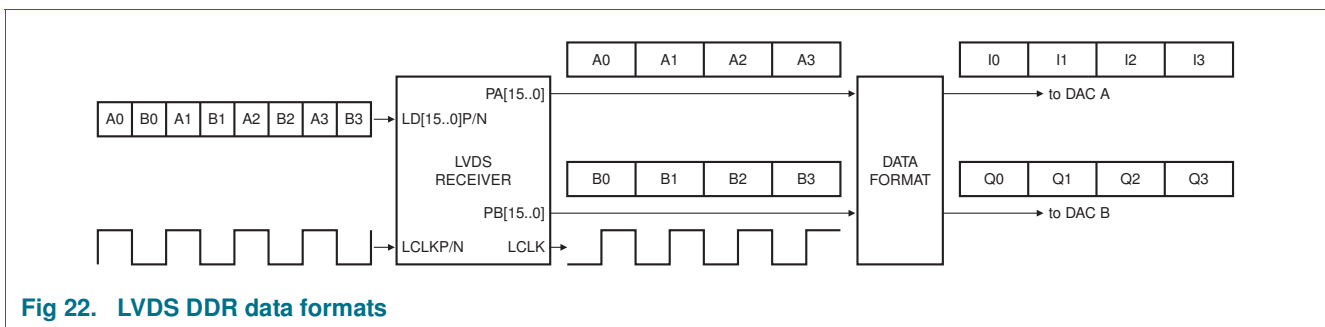 A0 A1 A2 A3
I0 I1 I2 I3
PA[15..0]
to DAC A
A0 B0 A1 B1 A2 B2 A3 B3
LD[15..0]P/N
LVDS
RECEIVER
DATA
FORMAT
B0 B1 B2 B3
Q0 Q1 Q2 Q3
PB[15..0]
to DAC B
LCLKP/N
LCLK
Fig 22. LVDS DDR data formats